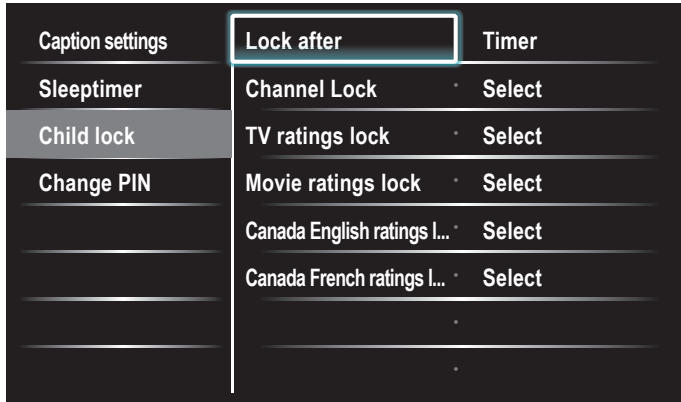 Caption settings Lock after Timer
Sleeptimer Channel Lock Select
Child lock TV ratings lock Select
Change PIN Movie ratings lock Select
Canada English ratings l... Select
Canada French ratings l... Select